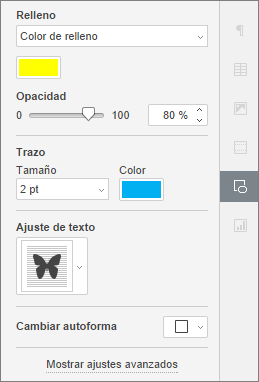 Relleno
Color de relleno
Opacidad
0 100 80 %
Trazo
Tamaño Color
2 pt
Ajuste de texto
Cambiar autoforma
Mostrar ajustes avanzados